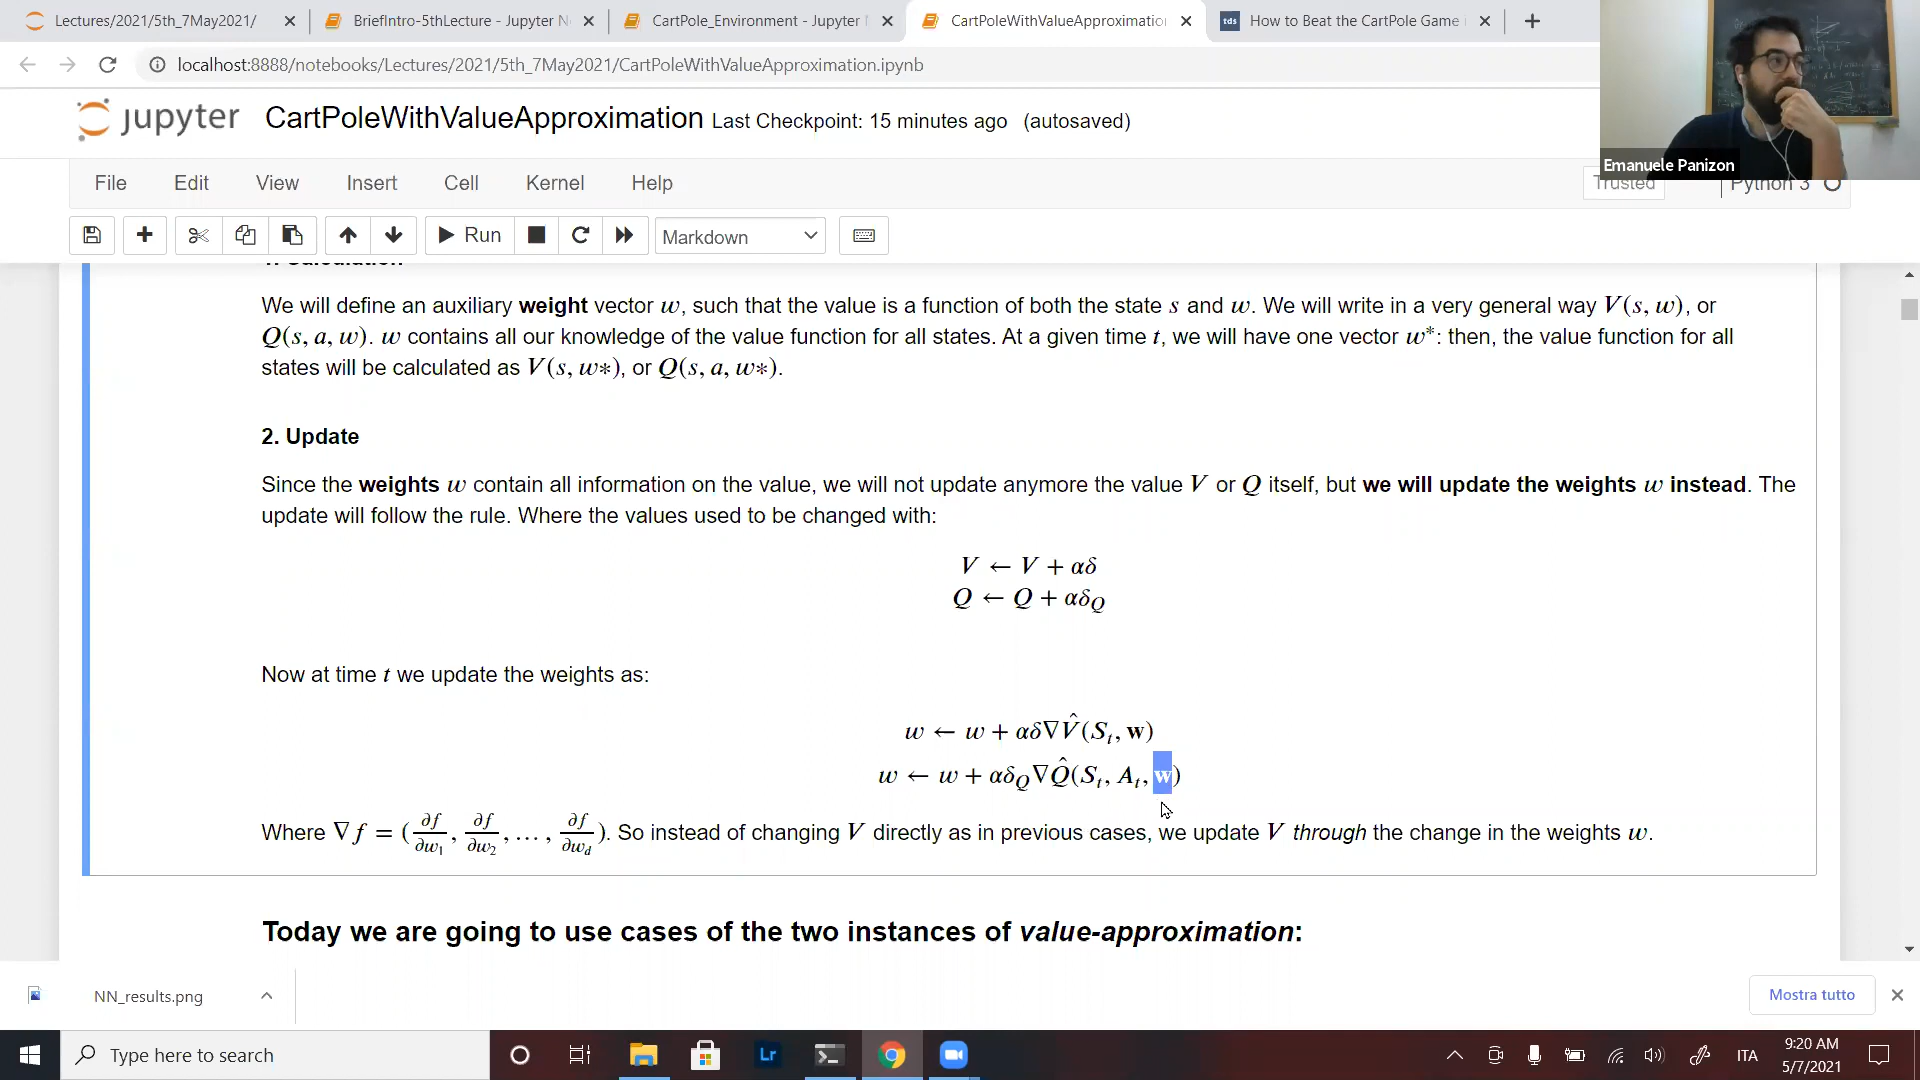 Lectures/2021/5th_7May2021/
BriefIntro-5thLecture - Jupyter N
CartPole_Environment - Jupyter
CartPoleWithValueApproximatio
tds How to Beat the CartPole Game i
localhost:8888/notebooks/Lectures/2021/5th_7May2021/CartPoleWithValueApproximation.ipynb
jupyter CartPoleWithValueApproximation Last Checkpoint: 15 minutes ago (autosaved)
Emanuele Panizon
File Edit View Insert Cell Kernel Help
Trusted Python 3
Run Markdown
1. Calculation
We will define an auxiliary weight vector w, such that the value is a function of both the state s and w. We will write in a very general way V(s, w), or
Q(s, a, w). w contains all our knowledge of the value function for all states. At a given time t, we will have one vector w*: then, the value function for all
states will be calculated as V(s, w∗), or Q(s, a, w∗).
2. Update
Since the weights w contain all information on the value, we will not update anymore the value V or Q itself, but we will update the weights w instead. The
update will follow the rule. Where the values used to be changed with:
V ← V + αδ
Q ← Q + αδ_Q
Now at time t we update the weights as:
w ← w + αδ∇V̂(S_t, w)
w ← w + αδ_Q∇Q̂(S_t, A_t, w)
Where ∇f = (∂f/∂w_1, ∂f/∂w_2, …, ∂f/∂w_d). So instead of changing V directly as in previous cases, we update V through the change in the weights w.
Today we are going to use cases of the two instances of value-approximation:
NN_results.png
Mostra tutto
Type here to search
Lr
ITA
9:20 AM
5/7/2021